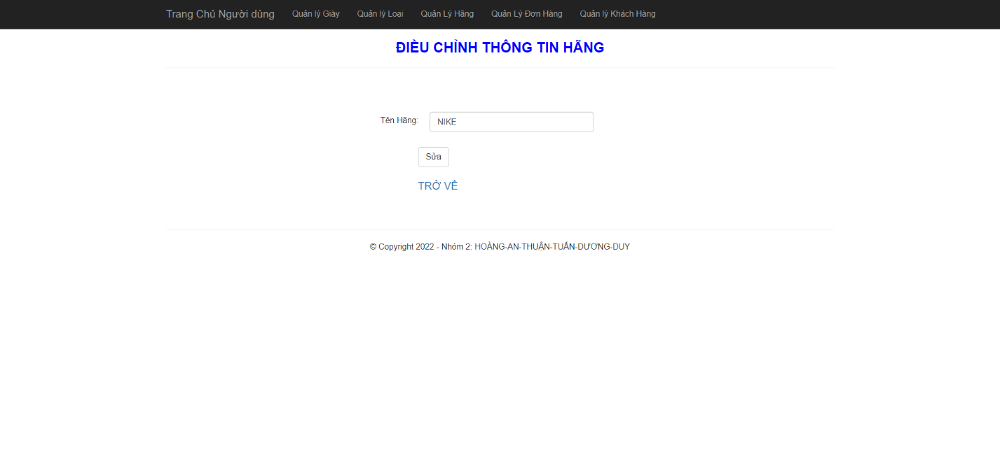 Trang Chủ Người dùng Quản lý Giày Quản lý Loại Quản Lý Hãng Quản Lý Đơn Hàng Quản lý Khách Hàng
ĐIỀU CHỈNH THÔNG TIN HÃNG
Tên Hãng: NIKE
Sửa
TRỞ VỀ
© Copyright 2022 - Nhóm 2: HOÀNG-AN-THUẬN-TUẤN-DƯƠNG-DUY